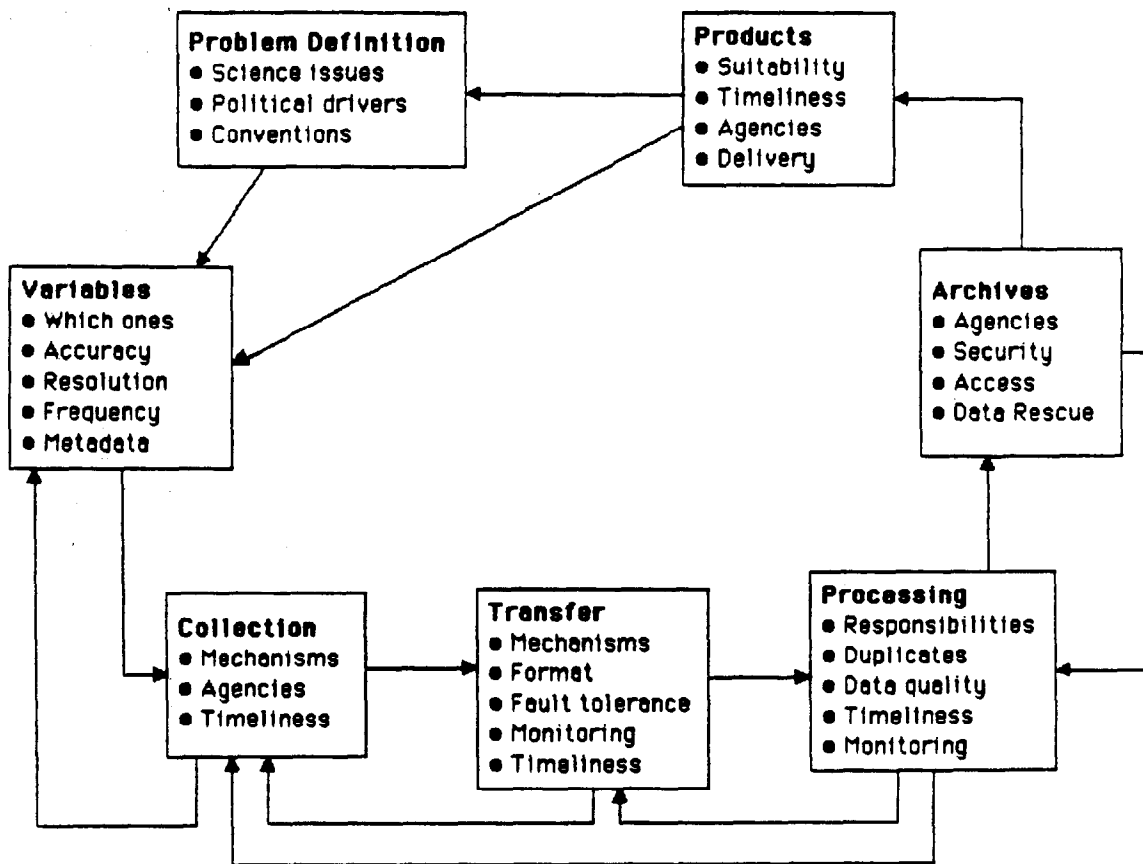 Problem Definition
● Science issues
● Political drivers
● Conventions
Products
● Suitability
● Timeliness
● Agencies
● Delivery
Variables
● Which ones
● Accuracy
● Resolution
● Frequency
● Metadata
Archives
● Agencies
● Security
● Access
● Data Rescue
Collection
● Mechanisms
● Agencies
● Timeliness
Transfer
● Mechanisms
● Format
● Fault tolerance
● Monitoring
● Timeliness
Processing
● Responsibilities
● Duplicates
● Data quality
● Timeliness
● Monitoring